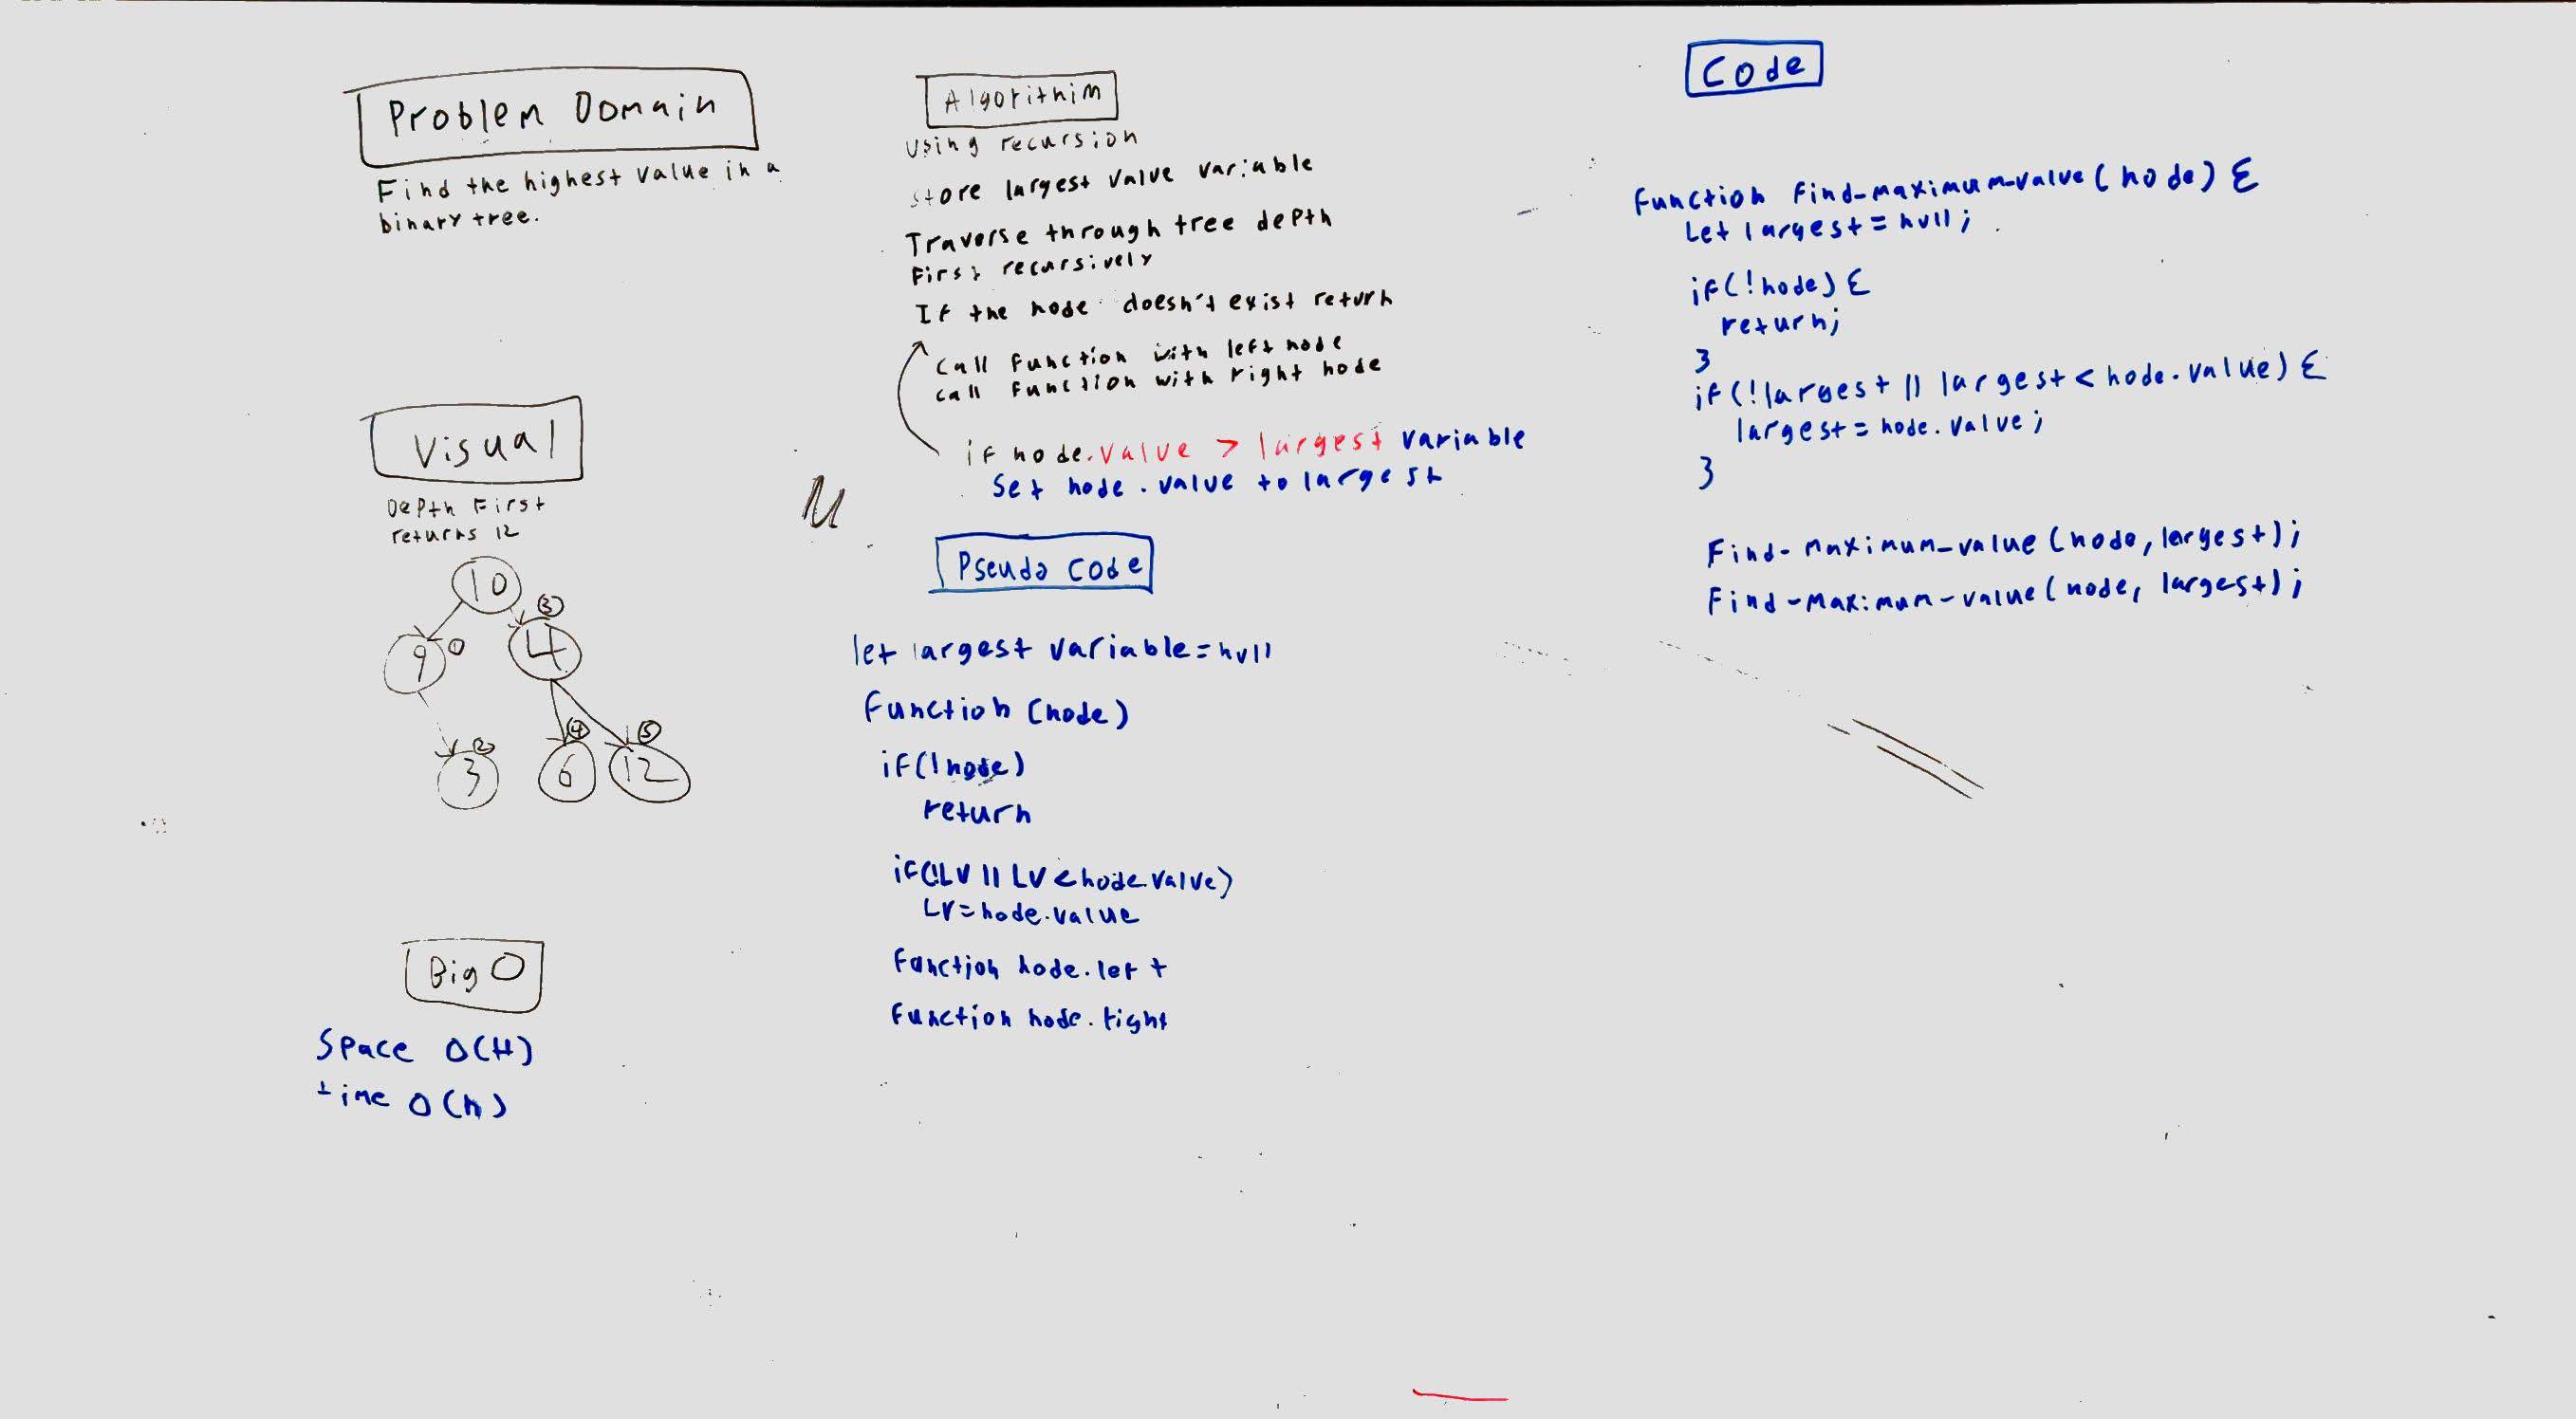 Problem Domain
Find the highest value in a
binary tree.
Visual
Depth First
returns 12
10
9
0
4
3
3
2
6
4
12
5
Big O
Space O(H)
time O(n)
Algorithim
Using recursion
store largest value variable
Traverse through tree depth
First recursively
If the node doesn't exist return
call function with left node
call function with right node
if node.value > largest variable
Set node.value to largest
Pseudo Code
let largest variable = null
Function (node)
if(!node)
return
if(!LV || LV < node.value)
LV = node.value
Function node.left
Function node.right
Code
Function Find-maximum-value(node) {
Let largest = null;
if(!node) {
return;
}
if(!largest || largest < node.value) {
largest = node.value;
}
Find-maximum-value(node, largest);
Find-maximum-value(node, largest);